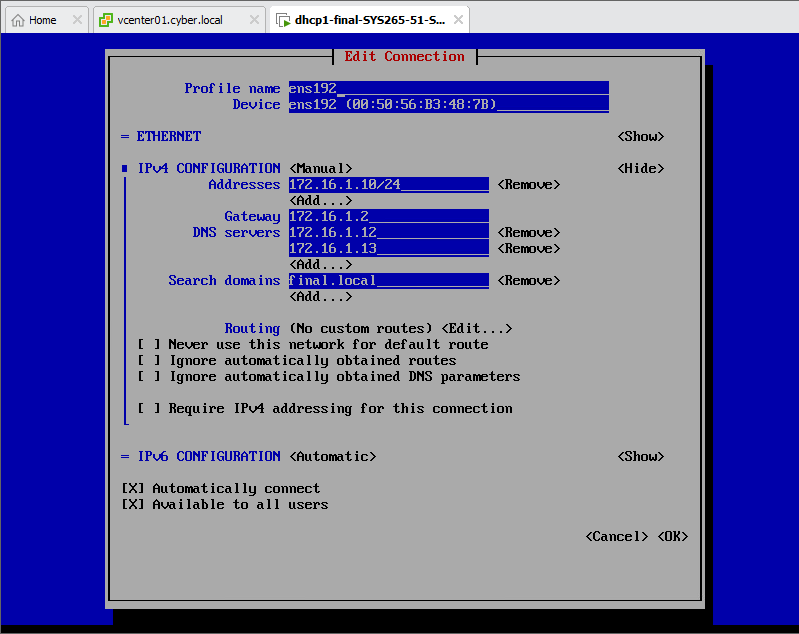 Home
vcenter01.cyber.local
dhcp1-final-SYS265-51-S...
Edit Connection
Profile name ens192_
Device ens192 (00:50:56:B3:48:7B)
= ETHERNET <Show>
IPv4 CONFIGURATION <Manual> <Hide>
Addresses 172.16.1.10/24 <Remove>
<Add...>
Gateway 172.16.1.2
DNS servers 172.16.1.12 <Remove>
172.16.1.13 <Remove>
<Add...>
Search domains final.local <Remove>
<Add...>
Routing (No custom routes) <Edit...>
[ ] Never use this network for default route
[ ] Ignore automatically obtained routes
[ ] Ignore automatically obtained DNS parameters
[ ] Require IPv4 addressing for this connection
= IPv6 CONFIGURATION <Automatic> <Show>
[X] Automatically connect
[X] Available to all users
<Cancel> <OK>